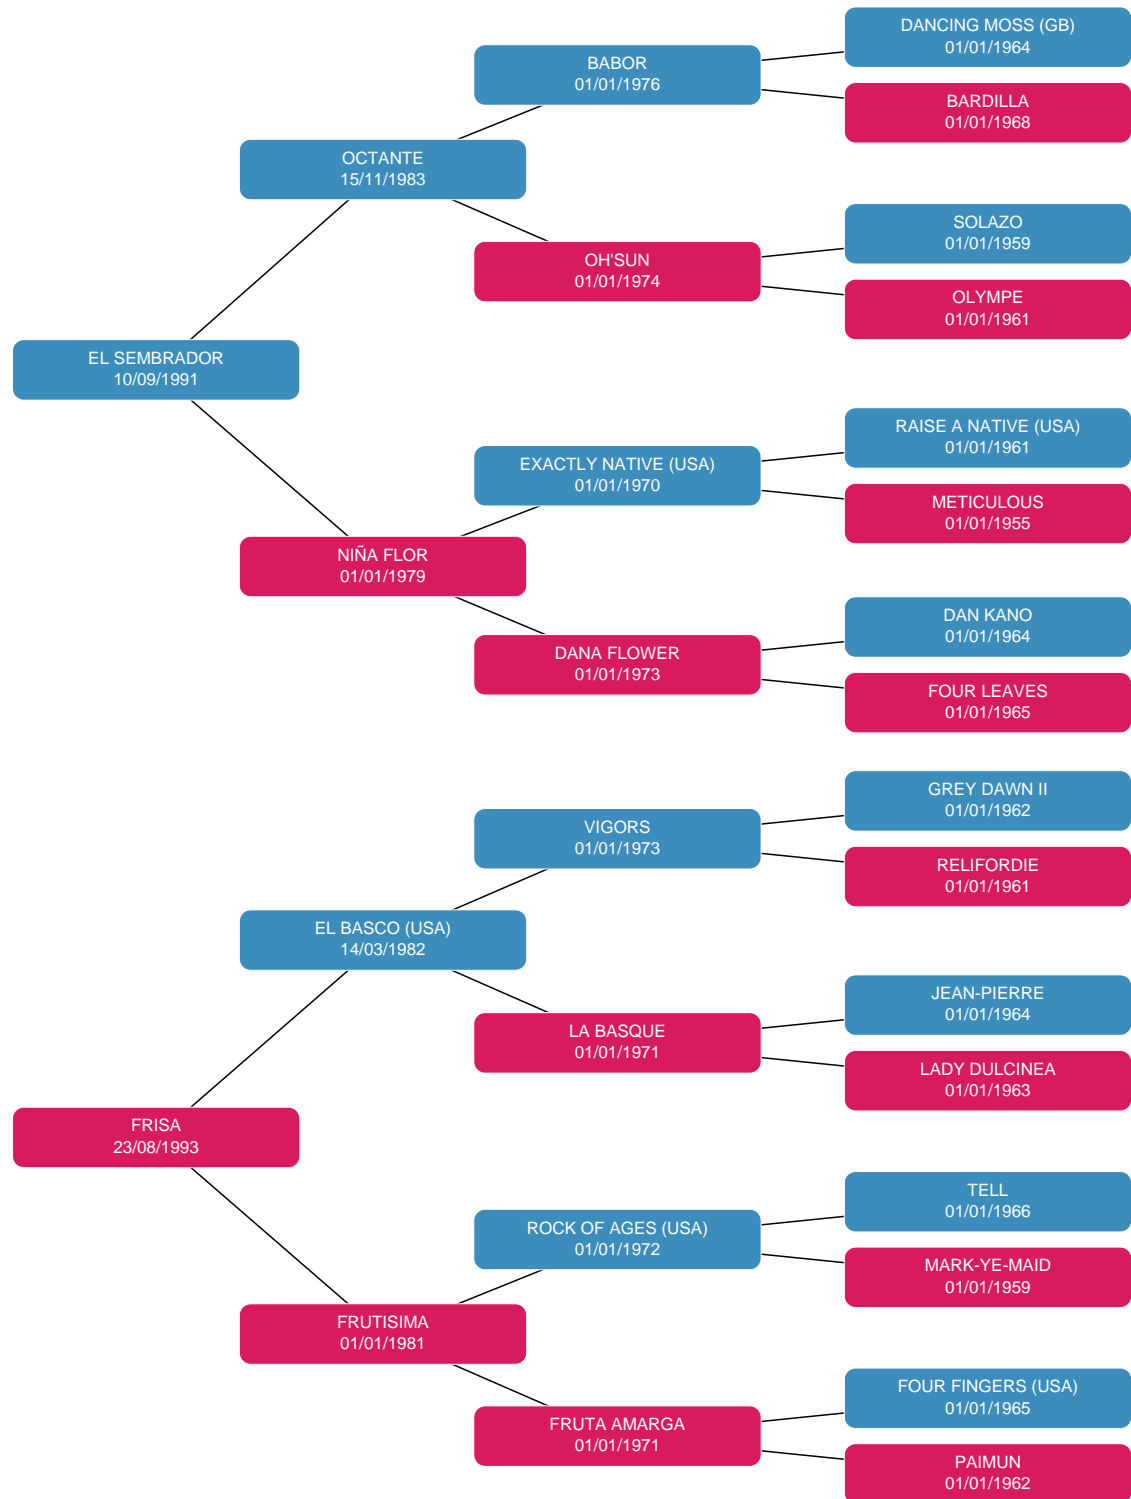 DANCING MOSS (GB)
01/01/1964
BABOR
01/01/1976
BARDILLA
01/01/1968
OCTANTE
15/11/1983
SOLAZO
01/01/1959
OH'SUN
01/01/1974
OLYMPE
01/01/1961
EL SEMBRADOR
10/09/1991
RAISE A NATIVE (USA)
01/01/1961
EXACTLY NATIVE (USA)
01/01/1970
METICULOUS
01/01/1955
NIÑA FLOR
01/01/1979
DAN KANO
01/01/1964
DANA FLOWER
01/01/1973
FOUR LEAVES
01/01/1965
GREY DAWN II
01/01/1962
VIGORS
01/01/1973
RELIFORDIE
01/01/1961
EL BASCO (USA)
14/03/1982
JEAN-PIERRE
01/01/1964
LA BASQUE
01/01/1971
LADY DULCINEA
01/01/1963
FRISA
23/08/1993
TELL
01/01/1966
ROCK OF AGES (USA)
01/01/1972
MARK-YE-MAID
01/01/1959
FRUTISIMA
01/01/1981
FOUR FINGERS (USA)
01/01/1965
FRUTA AMARGA
01/01/1971
PAIMUN
01/01/1962